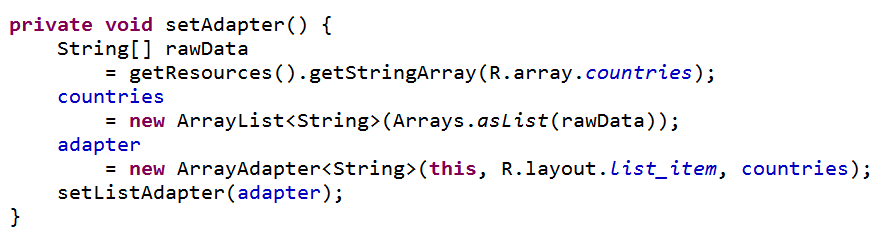 private void setAdapter() {
    String[] rawData
        = getResources().getStringArray(R.array.countries);
    countries
        = new ArrayList<String>(Arrays.asList(rawData));
    adapter
        = new ArrayAdapter<String>(this, R.layout.list_item, countries);
    setListAdapter(adapter);
}